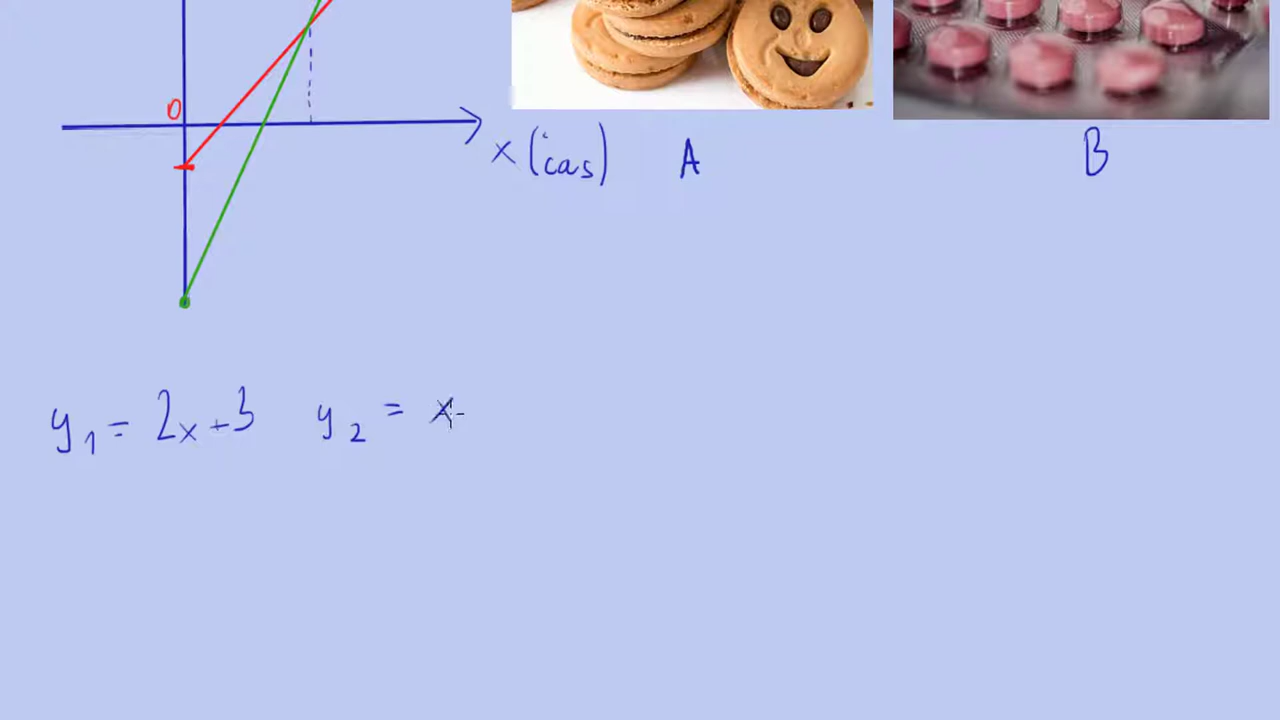 0
x (čas) A B
y₁ = 2x+3 y₂ = x-